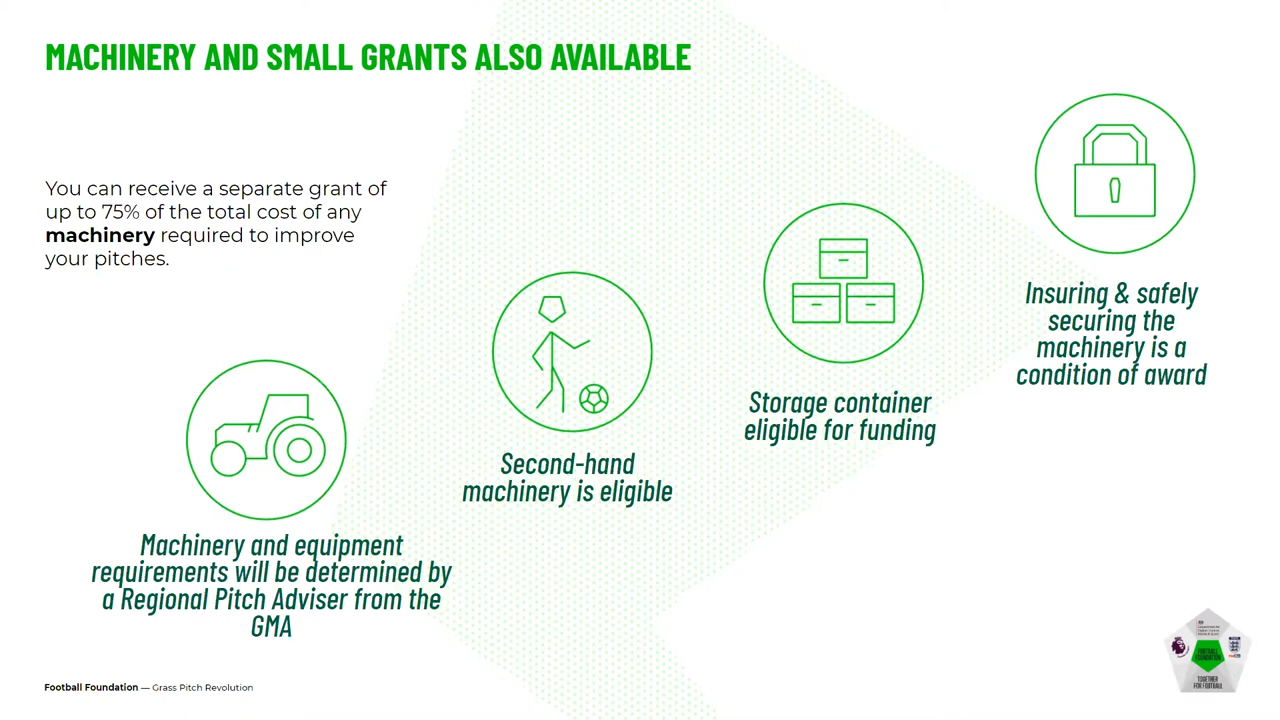 MACHINERY AND SMALL GRANTS ALSO AVAILABLE
You can receive a separate grant of
up to 75% of the total cost of any
machinery required to improve
your pitches.
Machinery and equipment
requirements will be determined by
a Regional Pitch Adviser from the
GMA
Second-hand
machinery is eligible
Storage container
eligible for funding
Insuring & safely
securing the
machinery is a
condition of award
Football Foundation — Grass Pitch Revolution
FOOTBALL
FOUNDATION
TOGETHER
FOR FOOTBALL